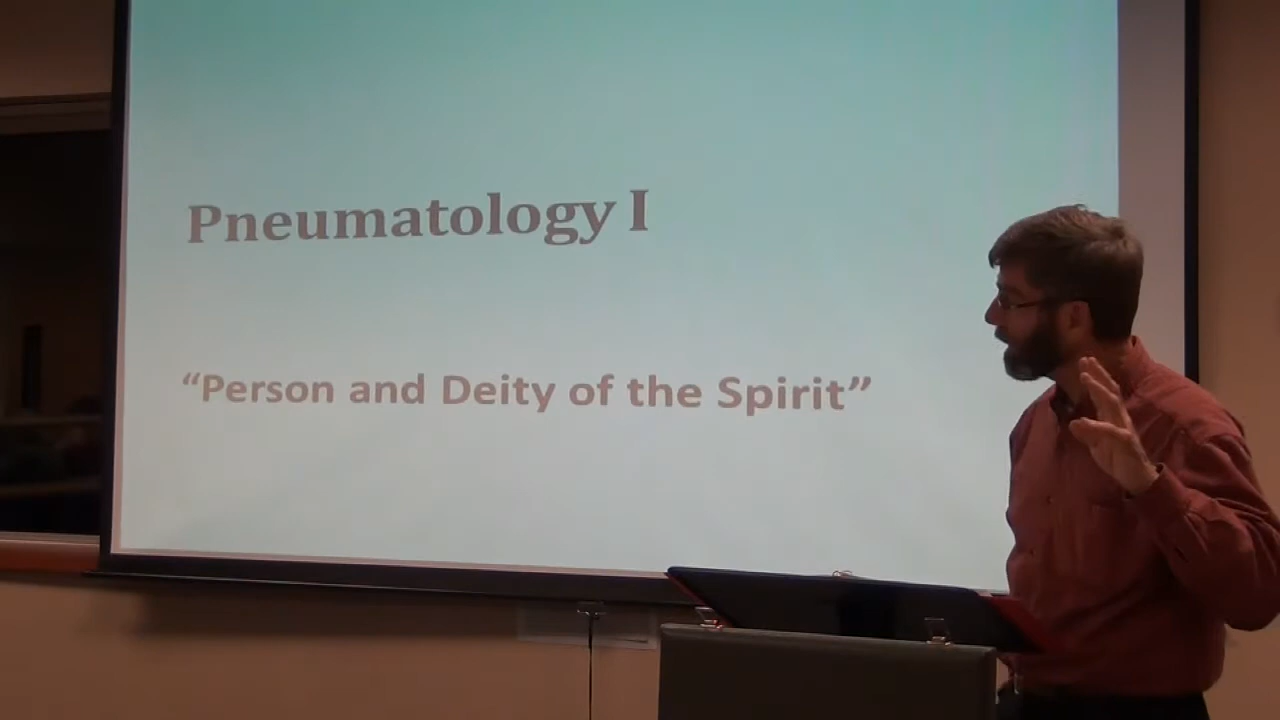 Pneumatology I
“Person and Deity of the Spirit”